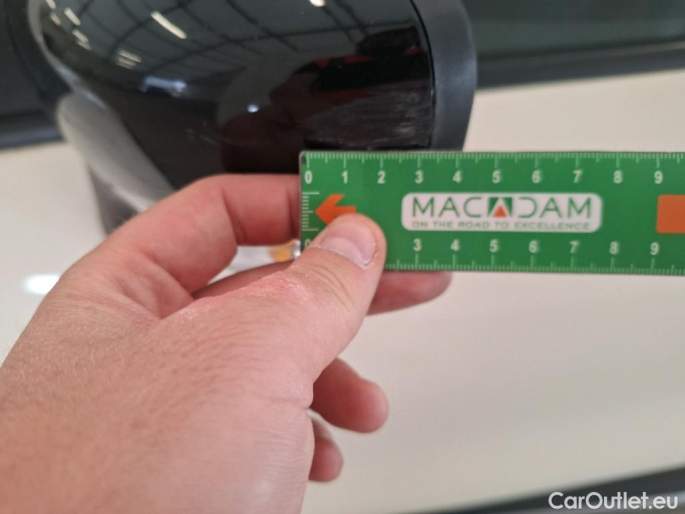 0 1 2 3 4 5 6 7 8 9
MACADAM
ON THE ROAD TO EXCELLENCE
0 3 4 5 6 7 8 9
CarOutlet.eu